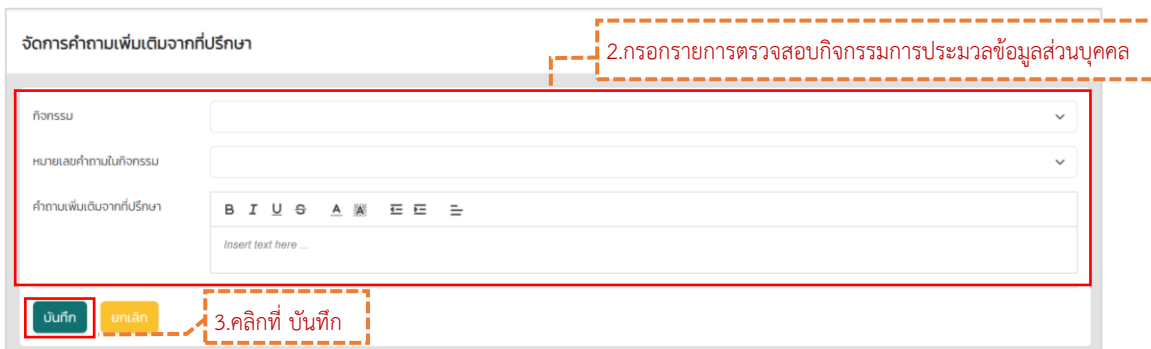 จัดการคำถามเพิ่มเติมจากที่ปรึกษา
2.กรอกรายการตรวจสอบกิจกรรมการประมวลข้อมูลส่วนบุคคล
กิจกรรม
หมายเลขคำถามในกิจกรรม
คำถามเพิ่มเติมจากที่ปรึกษา
B I U S A A
Insert text here ...
บันทึก ยกเลิก
3.คลิกที่ บันทึก